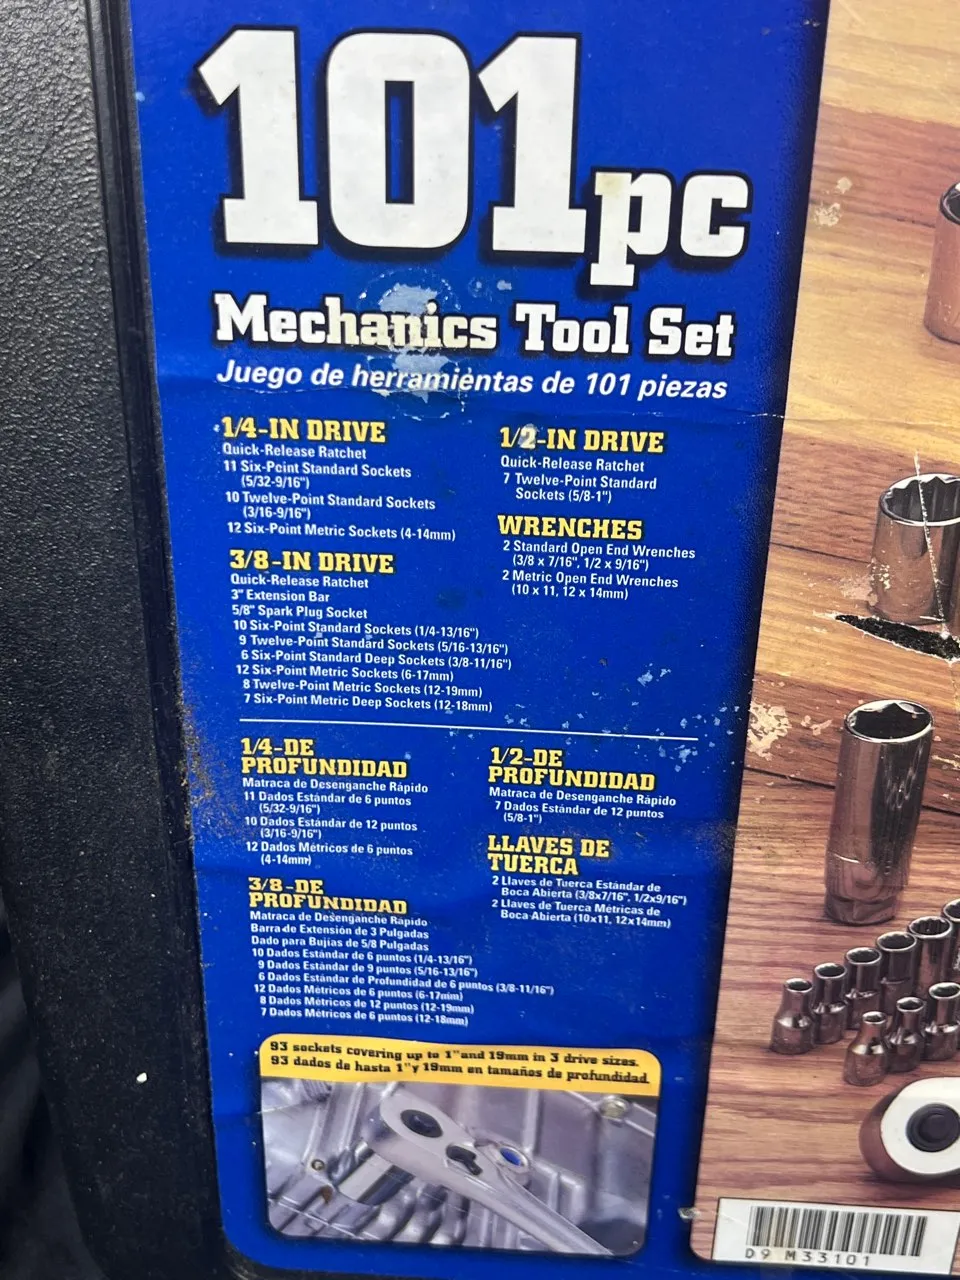 101pc
Mechanics Tool Set
Juego de herramientas de 101 piezas
1/4-IN DRIVE
Quick-Release Ratchet
11 Six-Point Standard Sockets
(5/32-9/16")
10 Twelve-Point Standard Sockets
(3/16-9/16")
12 Six-Point Metric Sockets (4-14mm)
3/8-IN DRIVE
Quick-Release Ratchet
3" Extension Bar
5/8" Spark Plug Socket
10 Six-Point Standard Sockets (1/4-13/16")
9 Twelve-Point Standard Sockets (5/16-13/16")
6 Six-Point Standard Deep Sockets (3/8-11/16")
12 Six-Point Metric Sockets (6-17mm)
8 Twelve-Point Metric Sockets (12-19mm)
7 Six-Point Metric Deep Sockets (12-18mm)
1/2-IN DRIVE
Quick-Release Ratchet
7 Twelve-Point Standard
Sockets (5/8-1")
WRENCHES
2 Standard Open End Wrenches
(3/8 x 7/16", 1/2 x 9/16")
2 Metric Open End Wrenches
(10 x 11, 12 x 14mm)
1/4-DE
PROFUNDIDAD
Matraca de Desenganche Rápido
11 Dados Estándar de 6 puntos
(5/32-9/16")
10 Dados Estándar de 12 puntos
(3/16-9/16")
12 Dados Métricos de 6 puntos
(4-14mm)
3/8-DE
PROFUNDIDAD
Matraca de Desenganche Rápido
Barra de Extensión de 3 Pulgadas
Dado para Bujías de 5/8 Pulgadas
10 Dados Estándar de 6 puntos (1/4-13/16")
9 Dados Estándar de 9 puntos (5/16-13/16")
6 Dados Estándar de Profundidad de 6 puntos (3/8-11/16")
12 Dados Métricos de 6 puntos (6-17mm)
8 Dados Métricos de 12 puntos (12-19mm)
7 Dados Métricos de 6 puntos (12-18mm)
1/2-DE
PROFUNDIDAD
Matraca de Desenganche Rápido
7 Dados Estándar de 12 puntos
(5/8-1")
LLAVES DE
TUERCA
2 Llaves de Tuerca Estándar de
Boca Abierta (3/8x7/16", 1/2x9/16")
2 Llaves de Tuerca Métricas de
Boca Abierta (10x11, 12x14mm)
93 sockets covering up to 1" and 19mm in 3 drive sizes.
93 dados de hasta 1" y 19mm en tamaños de profundidad.
D9 M33101